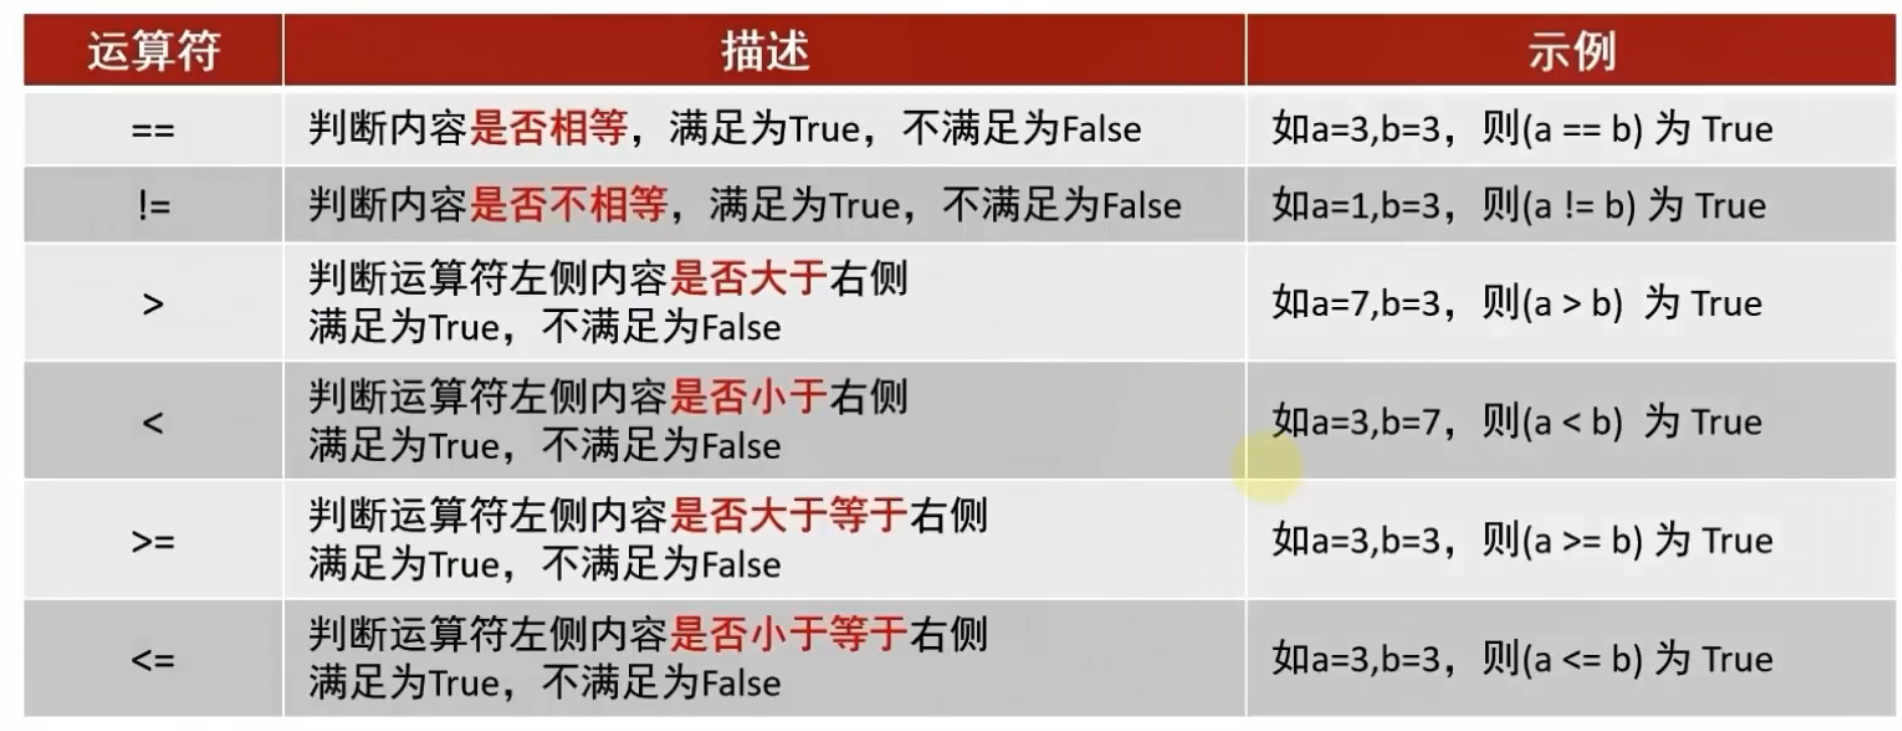 运算符 描述 示例
== 判断内容是否相等，满足为True，不满足为False 如a=3,b=3，则(a == b) 为 True
!= 判断内容是否不相等，满足为True，不满足为False 如a=1,b=3，则(a != b) 为 True
> 判断运算符左侧内容是否大于右侧
满足为True，不满足为False
如a=7,b=3，则(a > b) 为 True
< 判断运算符左侧内容是否小于右侧
满足为True，不满足为False
如a=3,b=7，则(a < b) 为 True
>= 判断运算符左侧内容是否大于等于右侧
满足为True，不满足为False
如a=3,b=3，则(a >= b) 为 True
<= 判断运算符左侧内容是否小于等于右侧
满足为True，不满足为False
如a=3,b=3，则(a <= b) 为 True